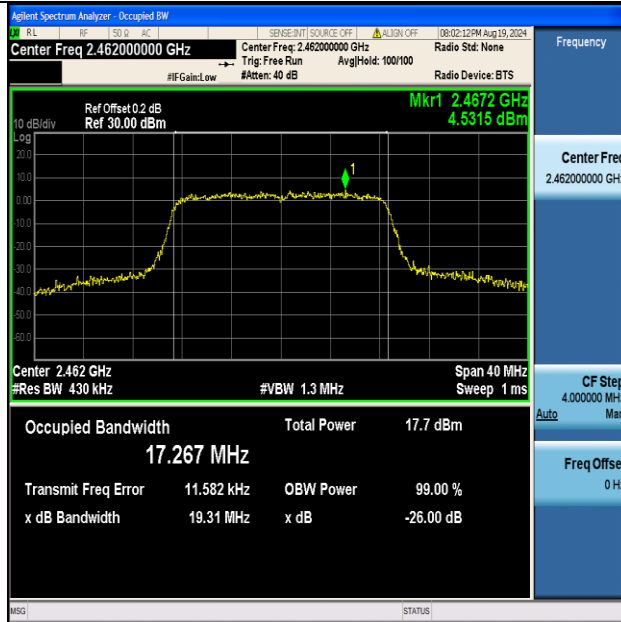 Agilent Spectrum Analyzer - Occupied BW
RL RF 50 Ω AC SENSE:INT SOURCE OFF ALIGN OFF 08:02:12 PM Aug 19, 2024
Center Freq 2.462000000 GHz
Center Freq: 2.462000000 GHz
Radio Std: None
Trig: Free Run Avg|Hold: 100/100
#IFGain:Low
#Atten: 40 dB
Radio Device: BTS
Frequency
Ref Offset 0.2 dB
Mkr1 2.4672 GHz
10 dB/div Ref 30.00 dBm
4.5315 dBm
Log
20.0
10.0
1
0.00
-10.0
-20.0
-30.0
-40.0
-50.0
-60.0
Center 2.462 GHz
Span 40 MHz
#Res BW 430 kHz
#VBW 1.3 MHz
Sweep 1 ms
Center Fre
2.462000000 GH
CF Step
4.000000 MH
Auto Mar
Freq Offse
0 H
Occupied Bandwidth
Total Power 17.7 dBm
17.267 MHz
Transmit Freq Error 11.582 kHz OBW Power 99.00 %
x dB Bandwidth 19.31 MHz x dB -26.00 dB
MSG
STATUS